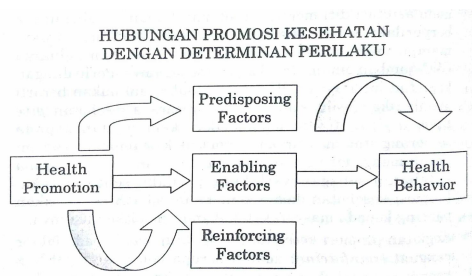 HUBUNGAN PROMOSI KESEHATAN
DENGAN DETERMINAN PERILAKU
Predisposing
Factors
Health
Promotion
Enabling
Factors
Health
Behavior
Reinforcing
Factors